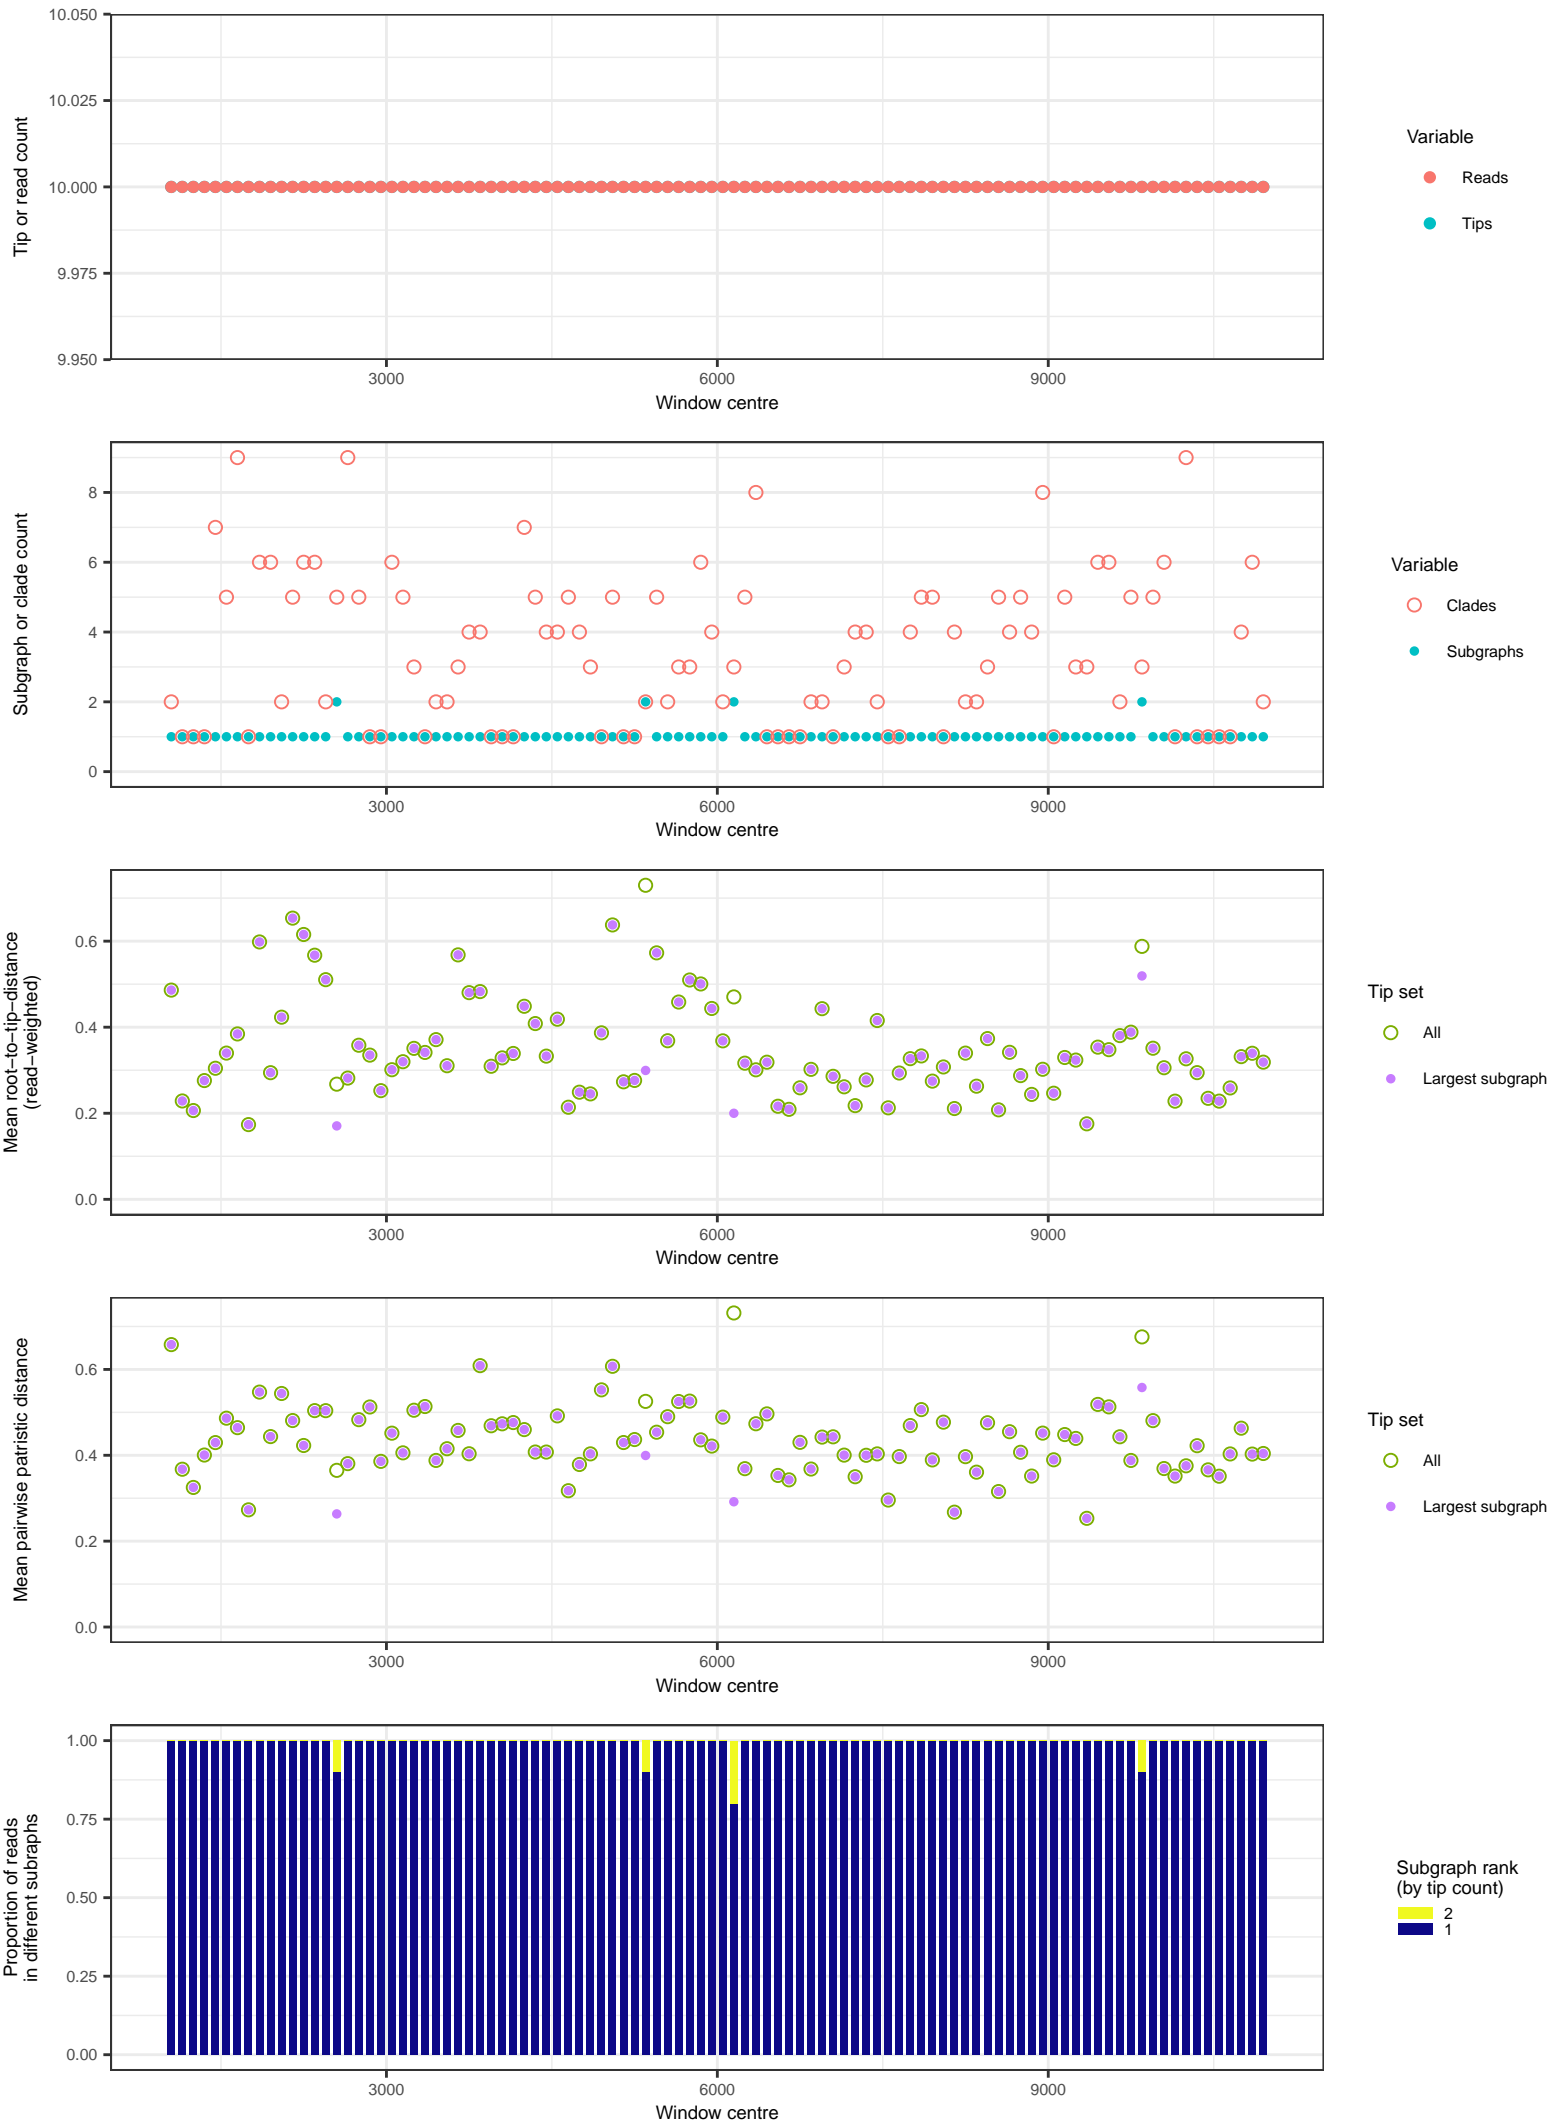 10.050
10.025
10.000
9.975
9.950
Tip or read count
3000 6000 9000
Window centre
Variable
Reads
Tips
8
6
4
2
0
Subgraph or clade count
3000 6000 9000
Window centre
Variable
Clades
Subgraphs
0.6
0.4
0.2
0.0
Mean root−to−tip−distance
(read−weighted)
3000 6000 9000
Window centre
Tip set
All
Largest subgraph
0.6
0.4
0.2
0.0
Mean pairwise patristic distance
3000 6000 9000
Window centre
Tip set
All
Largest subgraph
1.00
0.75
0.50
0.25
0.00
Proportion of reads
in different subraphs
3000 6000 9000
Window centre
Subgraph rank
(by tip count)
2
1